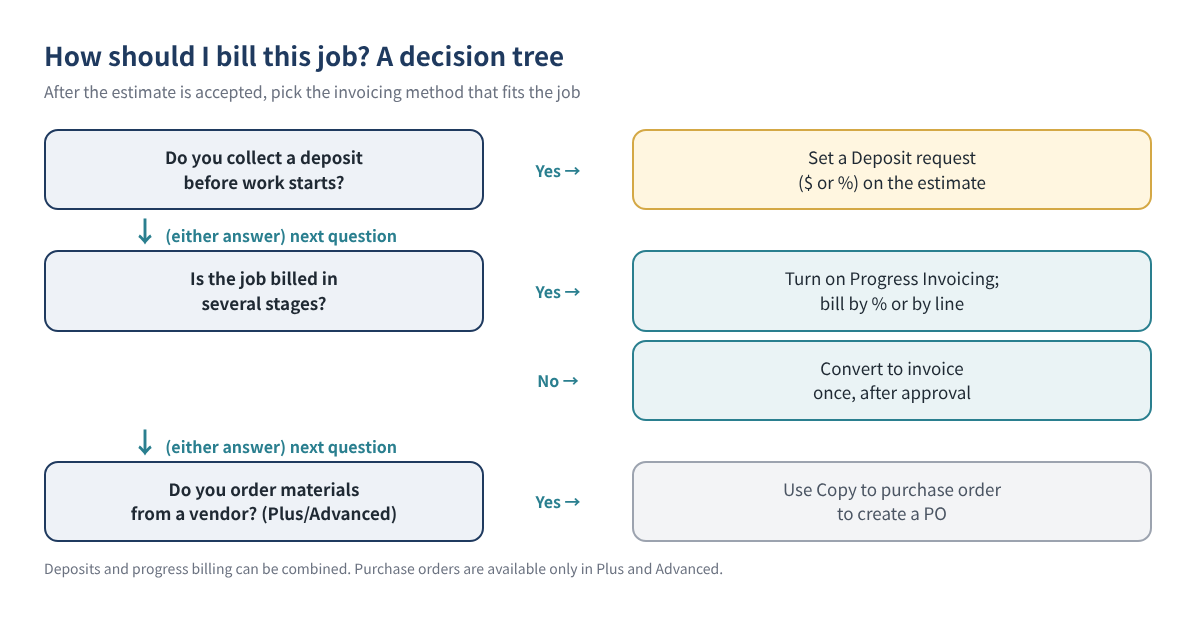 How should I bill this job? A decision tree
After the estimate is accepted, pick the invoicing method that fits the job
Do you collect a deposit
before work starts?
Yes →
Set a Deposit request
($ or %) on the estimate
↓ (either answer) next question
Is the job billed in
several stages?
Yes →
Turn on Progress Invoicing;
bill by % or by line
No →
Convert to invoice
once, after approval
↓ (either answer) next question
Do you order materials
from a vendor? (Plus/Advanced)
Yes →
Use Copy to purchase order
to create a PO
Deposits and progress billing can be combined. Purchase orders are available only in Plus and Advanced.